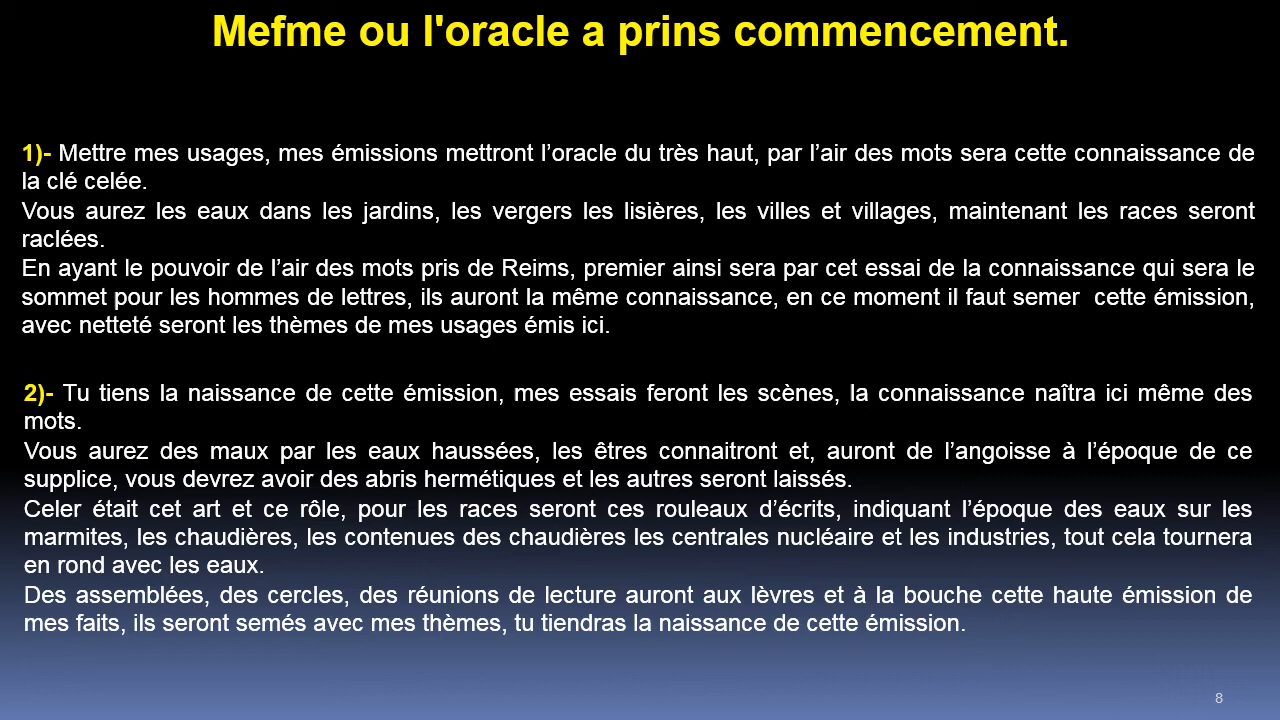 Mefme ou l'oracle a prins commencement.
1)- Mettre mes usages, mes émissions mettront l’oracle du très haut, par l’air des mots sera cette connaissance de
la clé celée.
Vous aurez les eaux dans les jardins, les vergers les lisières, les villes et villages, maintenant les races seront
raclées.
En ayant le pouvoir de l’air des mots pris de Reims, premier ainsi sera par cet essai de la connaissance qui sera le
sommet pour les hommes de lettres, ils auront la même connaissance, en ce moment il faut semer  cette émission,
avec netteté seront les thèmes de mes usages émis ici.
2)- Tu tiens la naissance de cette émission, mes essais feront les scènes, la connaissance naîtra ici même des
mots.
Vous aurez des maux par les eaux haussées, les êtres connaitront et, auront de l’angoisse à l’époque de ce
supplice, vous devrez avoir des abris hermétiques et les autres seront laissés.
Celer était cet art et ce rôle, pour les races seront ces rouleaux d’écrits, indiquant l’époque des eaux sur les
marmites, les chaudières, les contenues des chaudières les centrales nucléaire et les industries, tout cela tournera
en rond avec les eaux.
Des assemblées, des cercles, des réunions de lecture auront aux lèvres et à la bouche cette haute émission de
mes faits, ils seront semés avec mes thèmes, tu tiendras la naissance de cette émission.
8